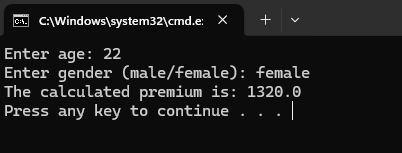 C:\Windows\system32\cmd.e
Enter age: 22
Enter gender (male/female): female
The calculated premium is: 1320.0
Press any key to continue . . .